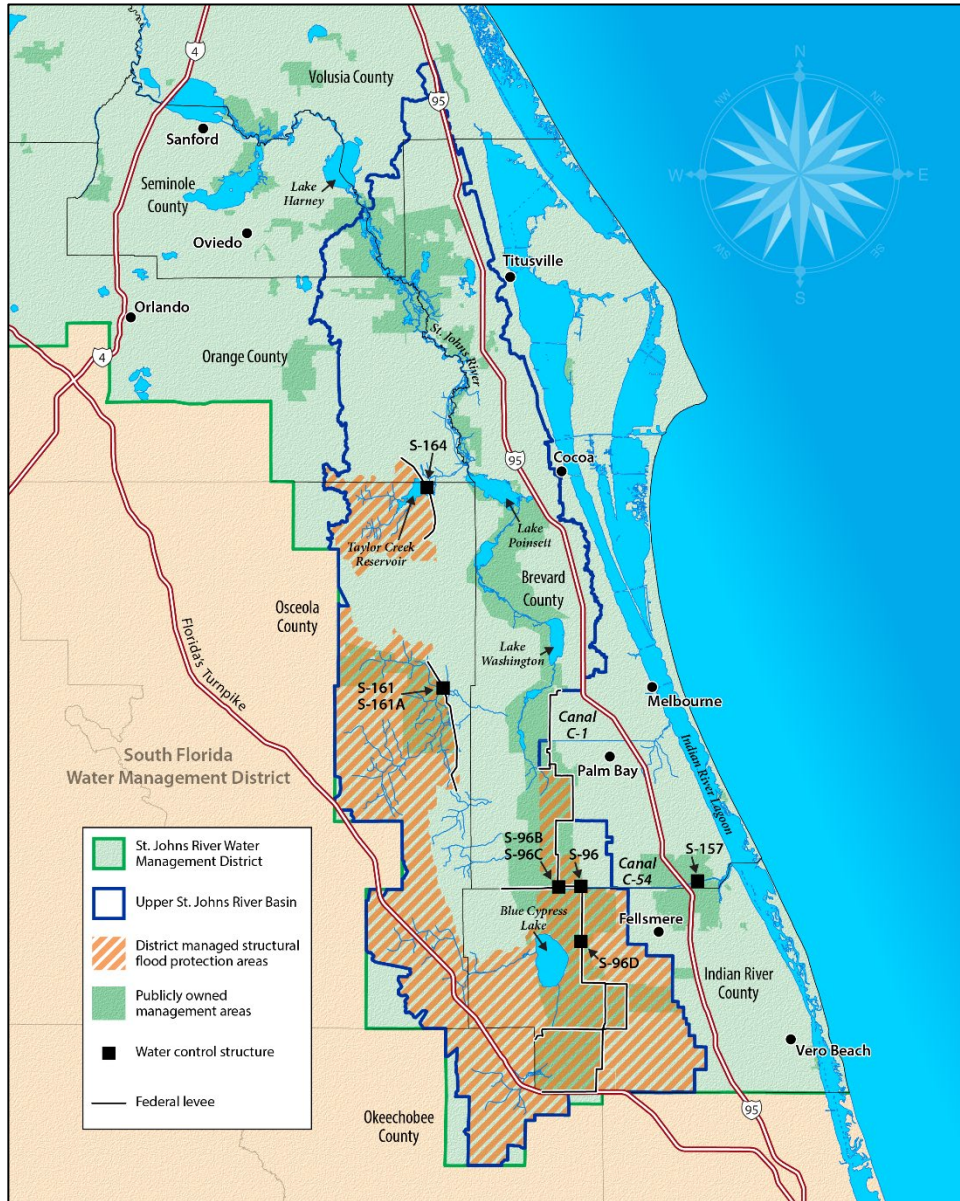 Volusia County
4
95
Sanford
Seminole
County
Lake
Harney
Oviedo
Titusville
Orlando
4
Orange County
St. Johns River
N
NE
E
SE
S
SW
W
NW
S-164
95
Cocoa
Taylor Creek
Reservoir
Lake
Poinsett
Brevard
County
Osceola
County
Florida's Turnpike
Lake
Washington
S-161
S-161A
Melbourne
Canal
C-1
Palm Bay
Indian River Lagoon
South Florida
Water Management District
S-96B
S-96C
S-96
Canal
C-54
S-157
Blue Cypress
Lake
Fellsmere
S-96D
Indian River
County
Vero Beach
Okeechobee
County
95
St. Johns River Water
Management District
Upper St. Johns River Basin
District managed structural
flood protection areas
Publicly owned
management areas
Water control structure
Federal levee